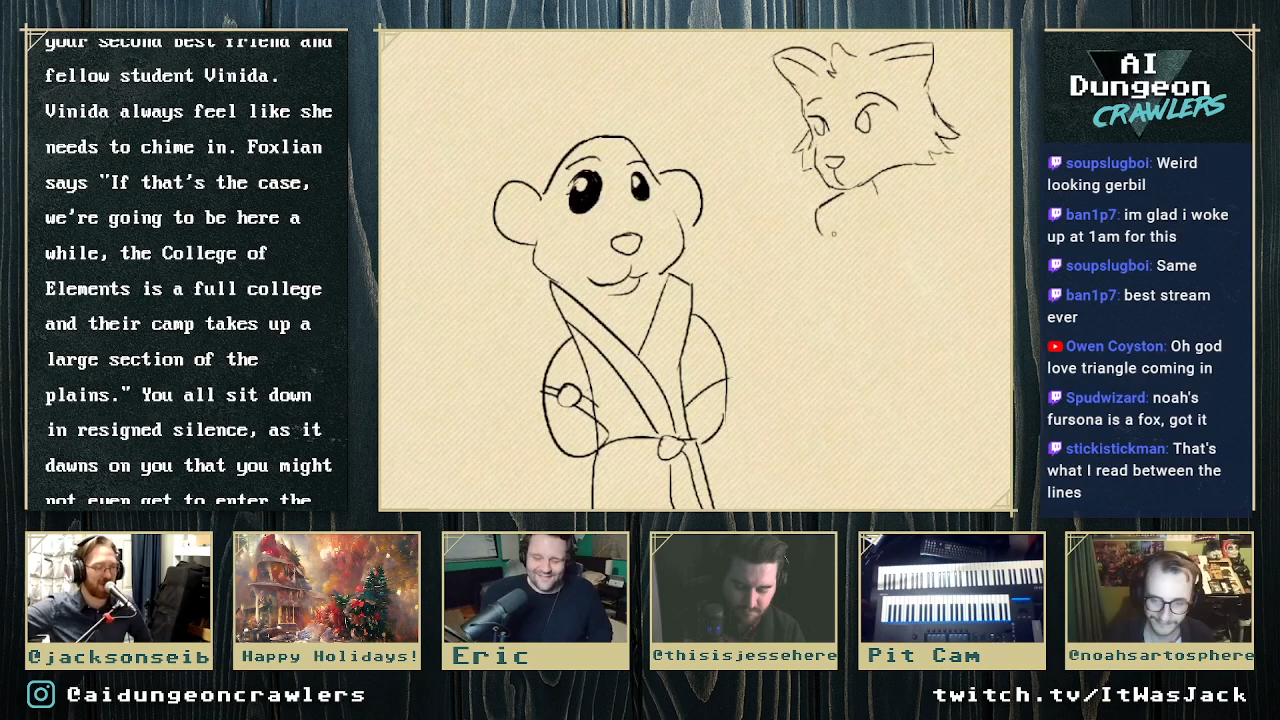 your second best friend and
fellow student Vinida.
Vinida always feel like she
needs to chime in. Foxlian
says "If that's the case,
we're going to be here a
while, the College of
Elements is a full college
and their camp takes up a
large section of the
plains." You all sit down
in resigned silence, as it
dawns on you that you might
not even get to enter the
AI
Dungeon
CRAWLERS
soupslugboi: Weird
looking gerbil
ban1p7: im glad i woke
up at 1am for this
soupslugboi: Same
ban1p7: best stream
ever
Owen Coyston: Oh god
love triangle coming in
Spudwizard: noah's
fursona is a fox, got it
stickistickman: That's
what I read between the
lines
@jacksonseib
Happy Holidays!
Eric
@thisisjessehere
Pit Cam
@noahsartosphere
@aidungeoncrawlers
twitch.tv/ItWasJack